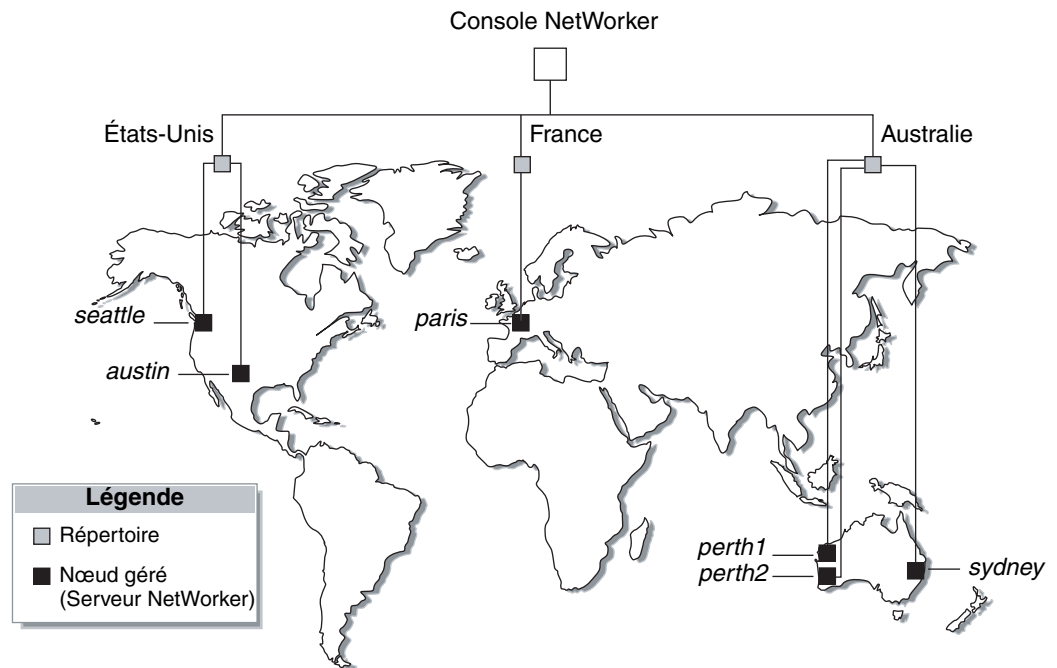 Console NetWorker
États-Unis
France
Australie
seattle
paris
austin
perth1
perth2
sydney
Légende
Répertoire
Nœud géré
(Serveur NetWorker)